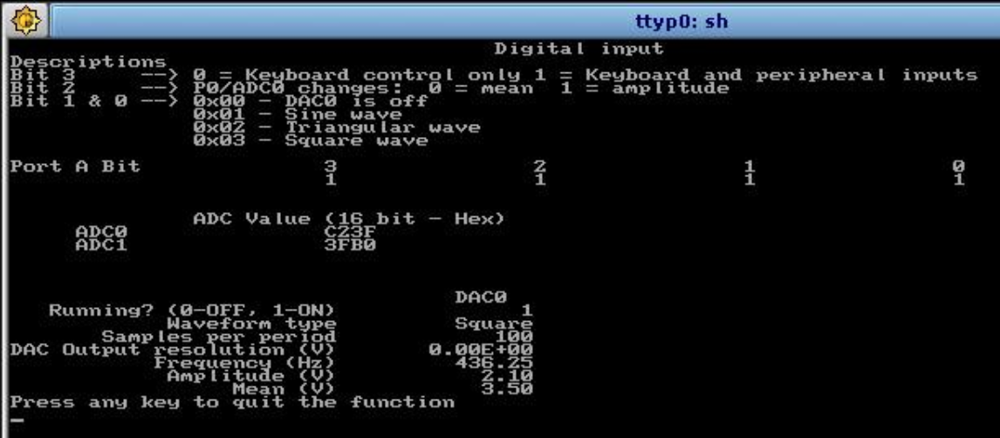 ttyp0: sh
Digital input
Descriptions
Bit 3 --> 0 = Keyboard control only 1 = Keyboard and peripheral inputs
Bit 2 --> P0/ADC0 changes: 0 = mean 1 = amplitude
Bit 1 & 0 --> 0x00 - DAC0 is off
0x01 - Sine wave
0x02 - Triangular wave
0x03 - Square wave
Port A Bit 3 2 1 0
1 1 1 1
ADC Value (16 bit - Hex)
ADC0 C23F
ADC1 3FB0
DAC0
Running? (0-OFF, 1-ON) 1
Waveform type Square
Samples per period 100
DAC Output resolution (V) 0.00E+00
Frequency (Hz) 436.25
Amplitude (V) 2.10
Mean (V) 3.50
Press any key to quit the function